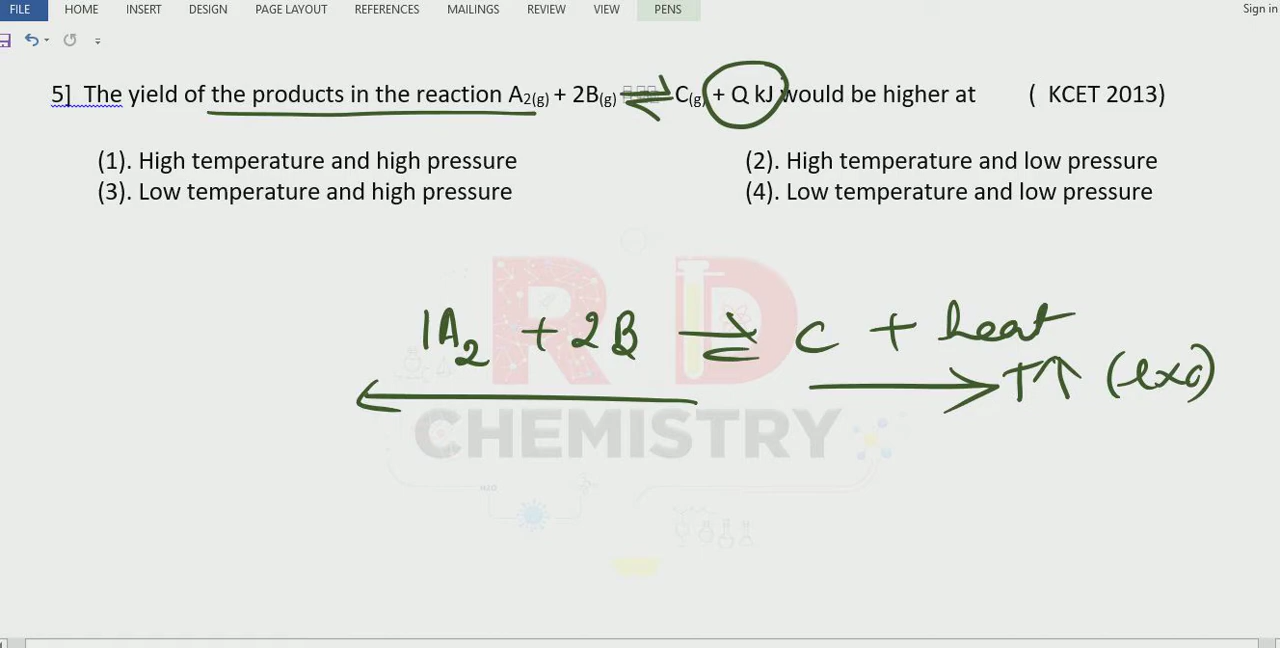 FILE HOME INSERT DESIGN PAGE LAYOUT REFERENCES MAILINGS REVIEW VIEW PENS Sign in
5] The yield of the products in the reaction A2(g) + 2B(g) ⇌ C(g) + Q kJ would be higher at ( KCET 2013)
(1). High temperature and high pressure (2). High temperature and low pressure
(3). Low temperature and high pressure (4). Low temperature and low pressure
RD
1A2 + 2B ⇌ C + heat
↑↑ (exo)
CHEMISTRY